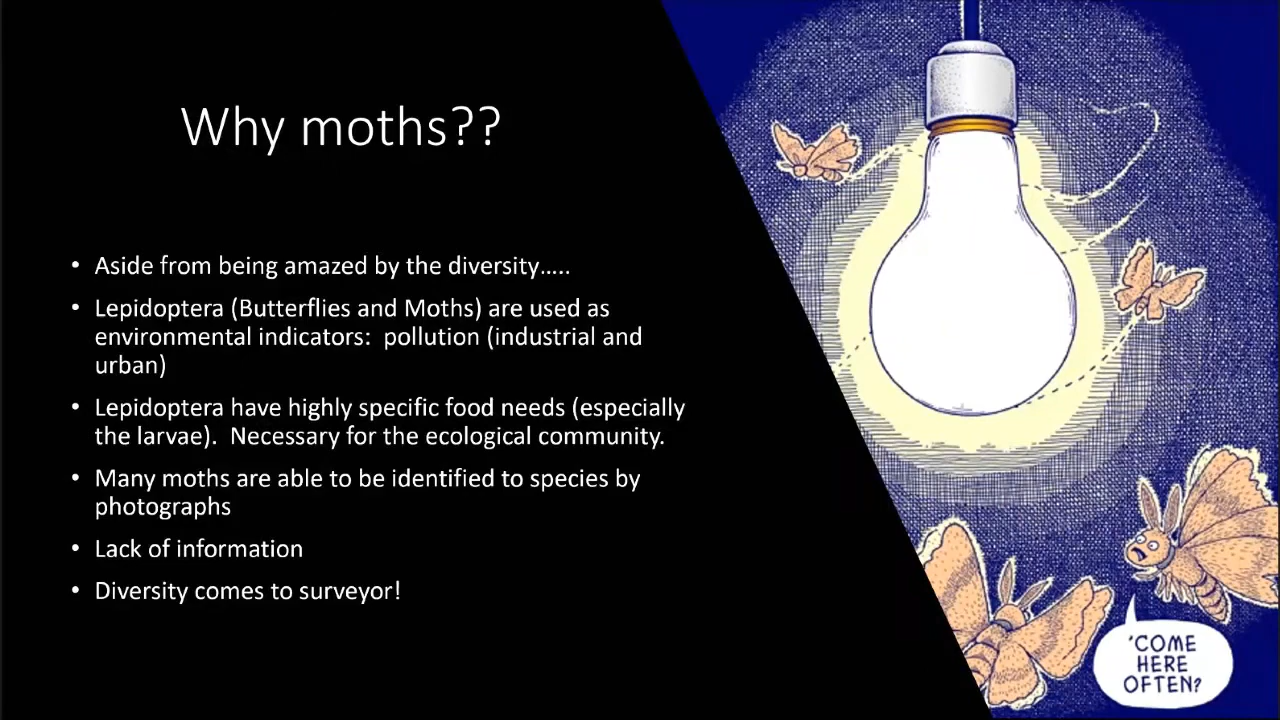 Why moths??
• Aside from being amazed by the diversity.....
• Lepidoptera (Butterflies and Moths) are used as
environmental indicators:  pollution (industrial and
urban)
• Lepidoptera have highly specific food needs (especially
the larvae).  Necessary for the ecological community.
• Many moths are able to be identified to species by
photographs
• Lack of information
• Diversity comes to surveyor!
'COME
HERE
OFTEN?